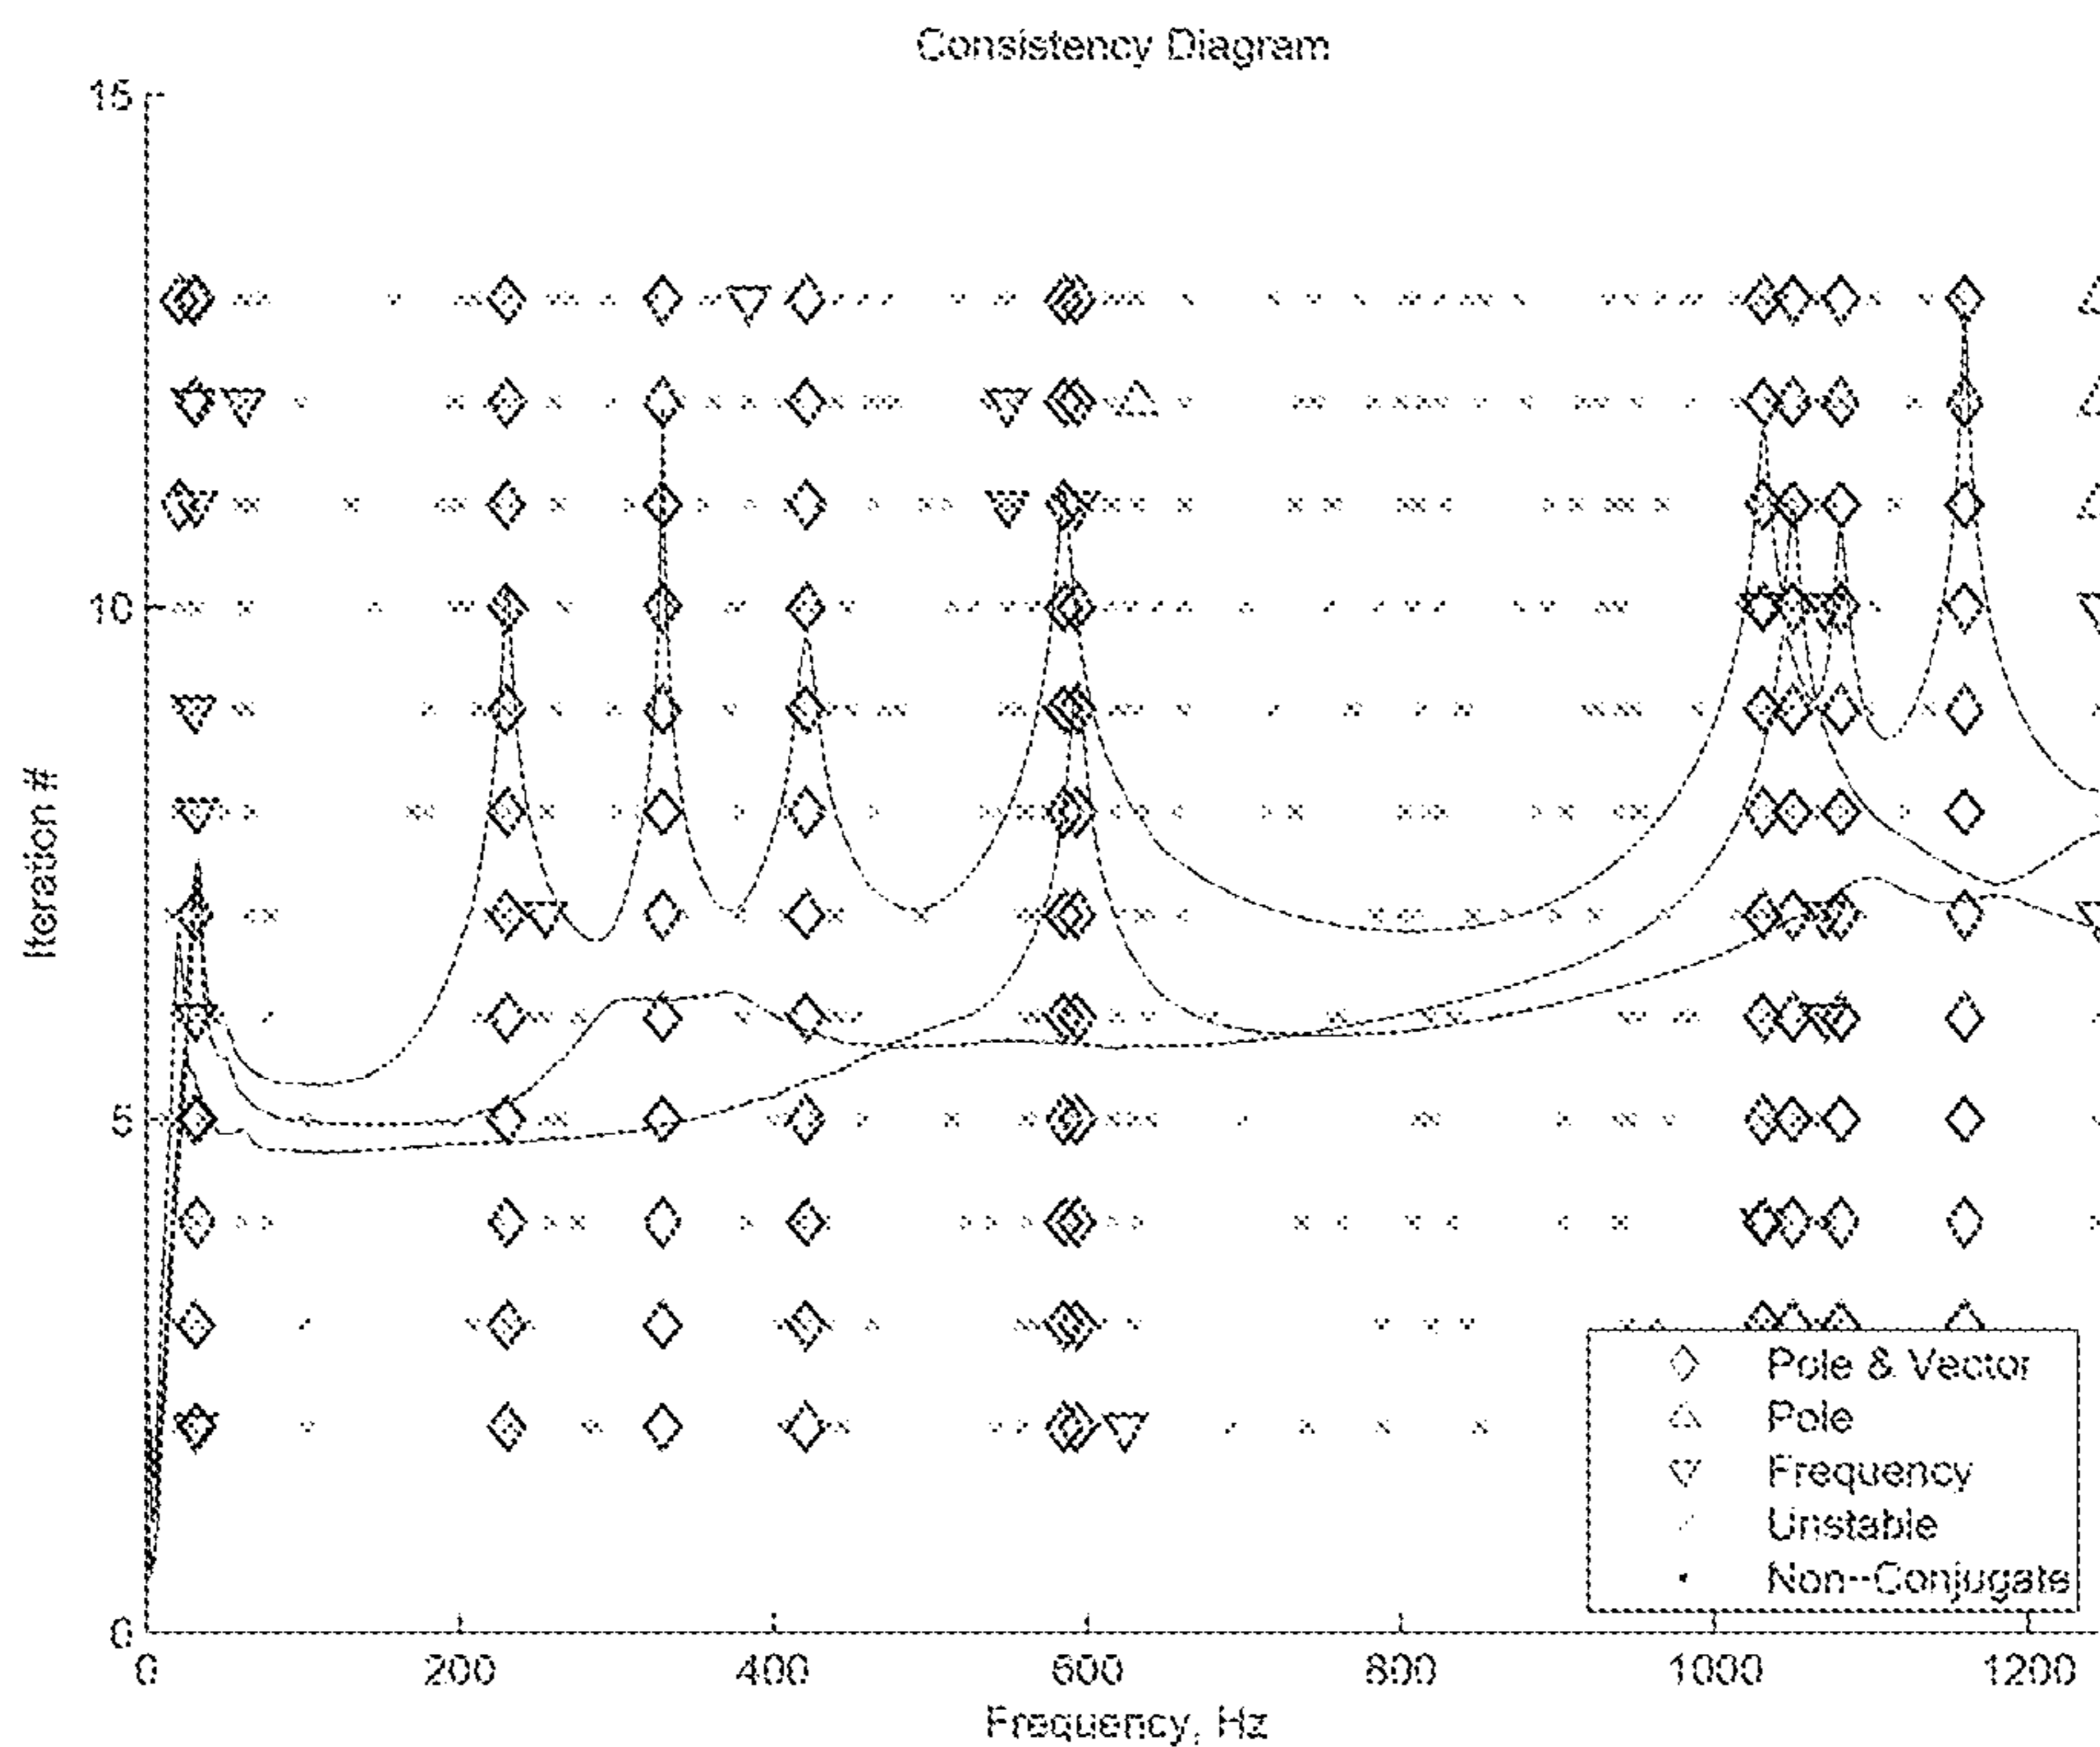 Consistency Diagram
15
10
5
0
Iteration #
0 200 400 600 800 1000 1200
Frequency, Hz
Pole & Vector
Pole
Frequency
Unstable
Non-Conjugate